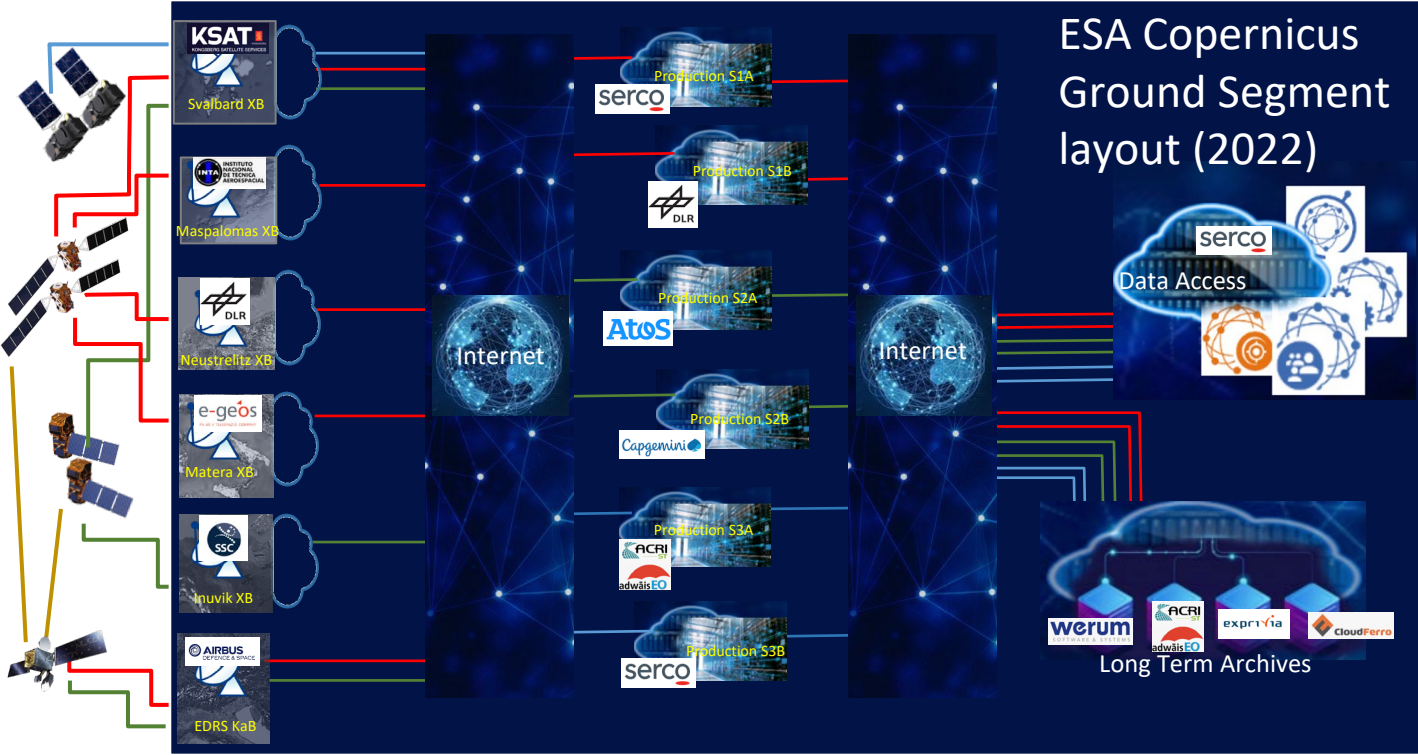 ESA Copernicus
Ground Segment
layout (2022)
KSAT
KONGSBERG SATELLITE SERVICES
Svalbard XB
INTA
INSTITUTO
NACIONAL
DE TÉCNICA
AEROESPACIAL
Maspalomas XB
DLR
Neustrelitz XB
e-geos
Matera XB
SSC
Inuvik XB
AIRBUS
DEFENCE & SPACE
EDRS KaB
Internet
Production S1A
serco
Production S1B
DLR
Production S2A
Atos
Production S2B
Capgemini
Production S3A
ACRI
ST
adwäisEO
Production S3B
serco
Internet
serco
Data Access
werum
SOFTWARE & SYSTEMS
ACRI
ST
adwäisEO
exprivia
CloudFerro
Long Term Archives